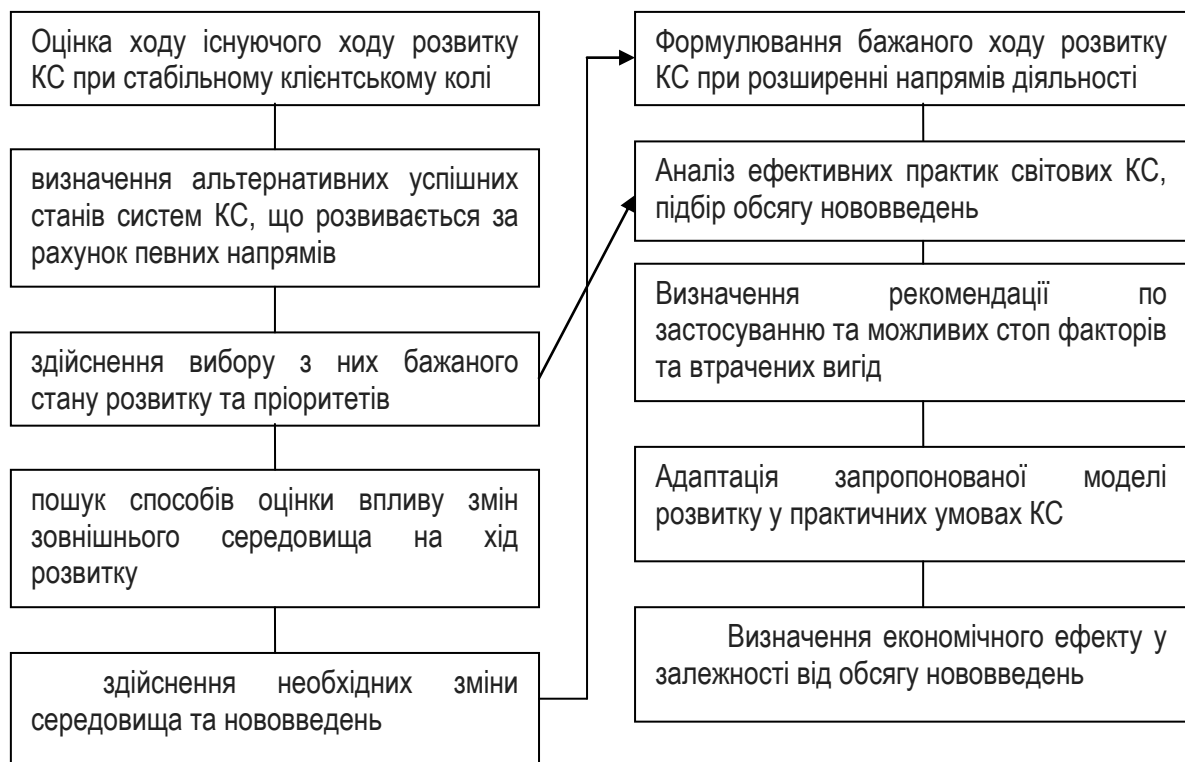 Оцінка ходу існуючого ходу розвитку
КС при стабільному клієнтському колі
визначення альтернативних успішних
станів систем КС, що розвивається за
рахунок певних напрямів
здійснення вибору з них бажаного
стану розвитку та пріоритетів
пошук способів оцінки впливу змін
зовнішнього середовища на хід
розвитку
здійснення необхідних зміни
середовища та нововведень
Формулювання бажаного ходу розвитку
КС при розширенні напрямів діяльності
Аналіз ефективних практик світових КС,
підбір обсягу нововведень
Визначення рекомендації по
застосуванню та можливих стоп факторів
та втрачених вигід
Адаптація запропонованої моделі
розвитку у практичних умовах КС
Визначення економічного ефекту у
залежності від обсягу нововведень